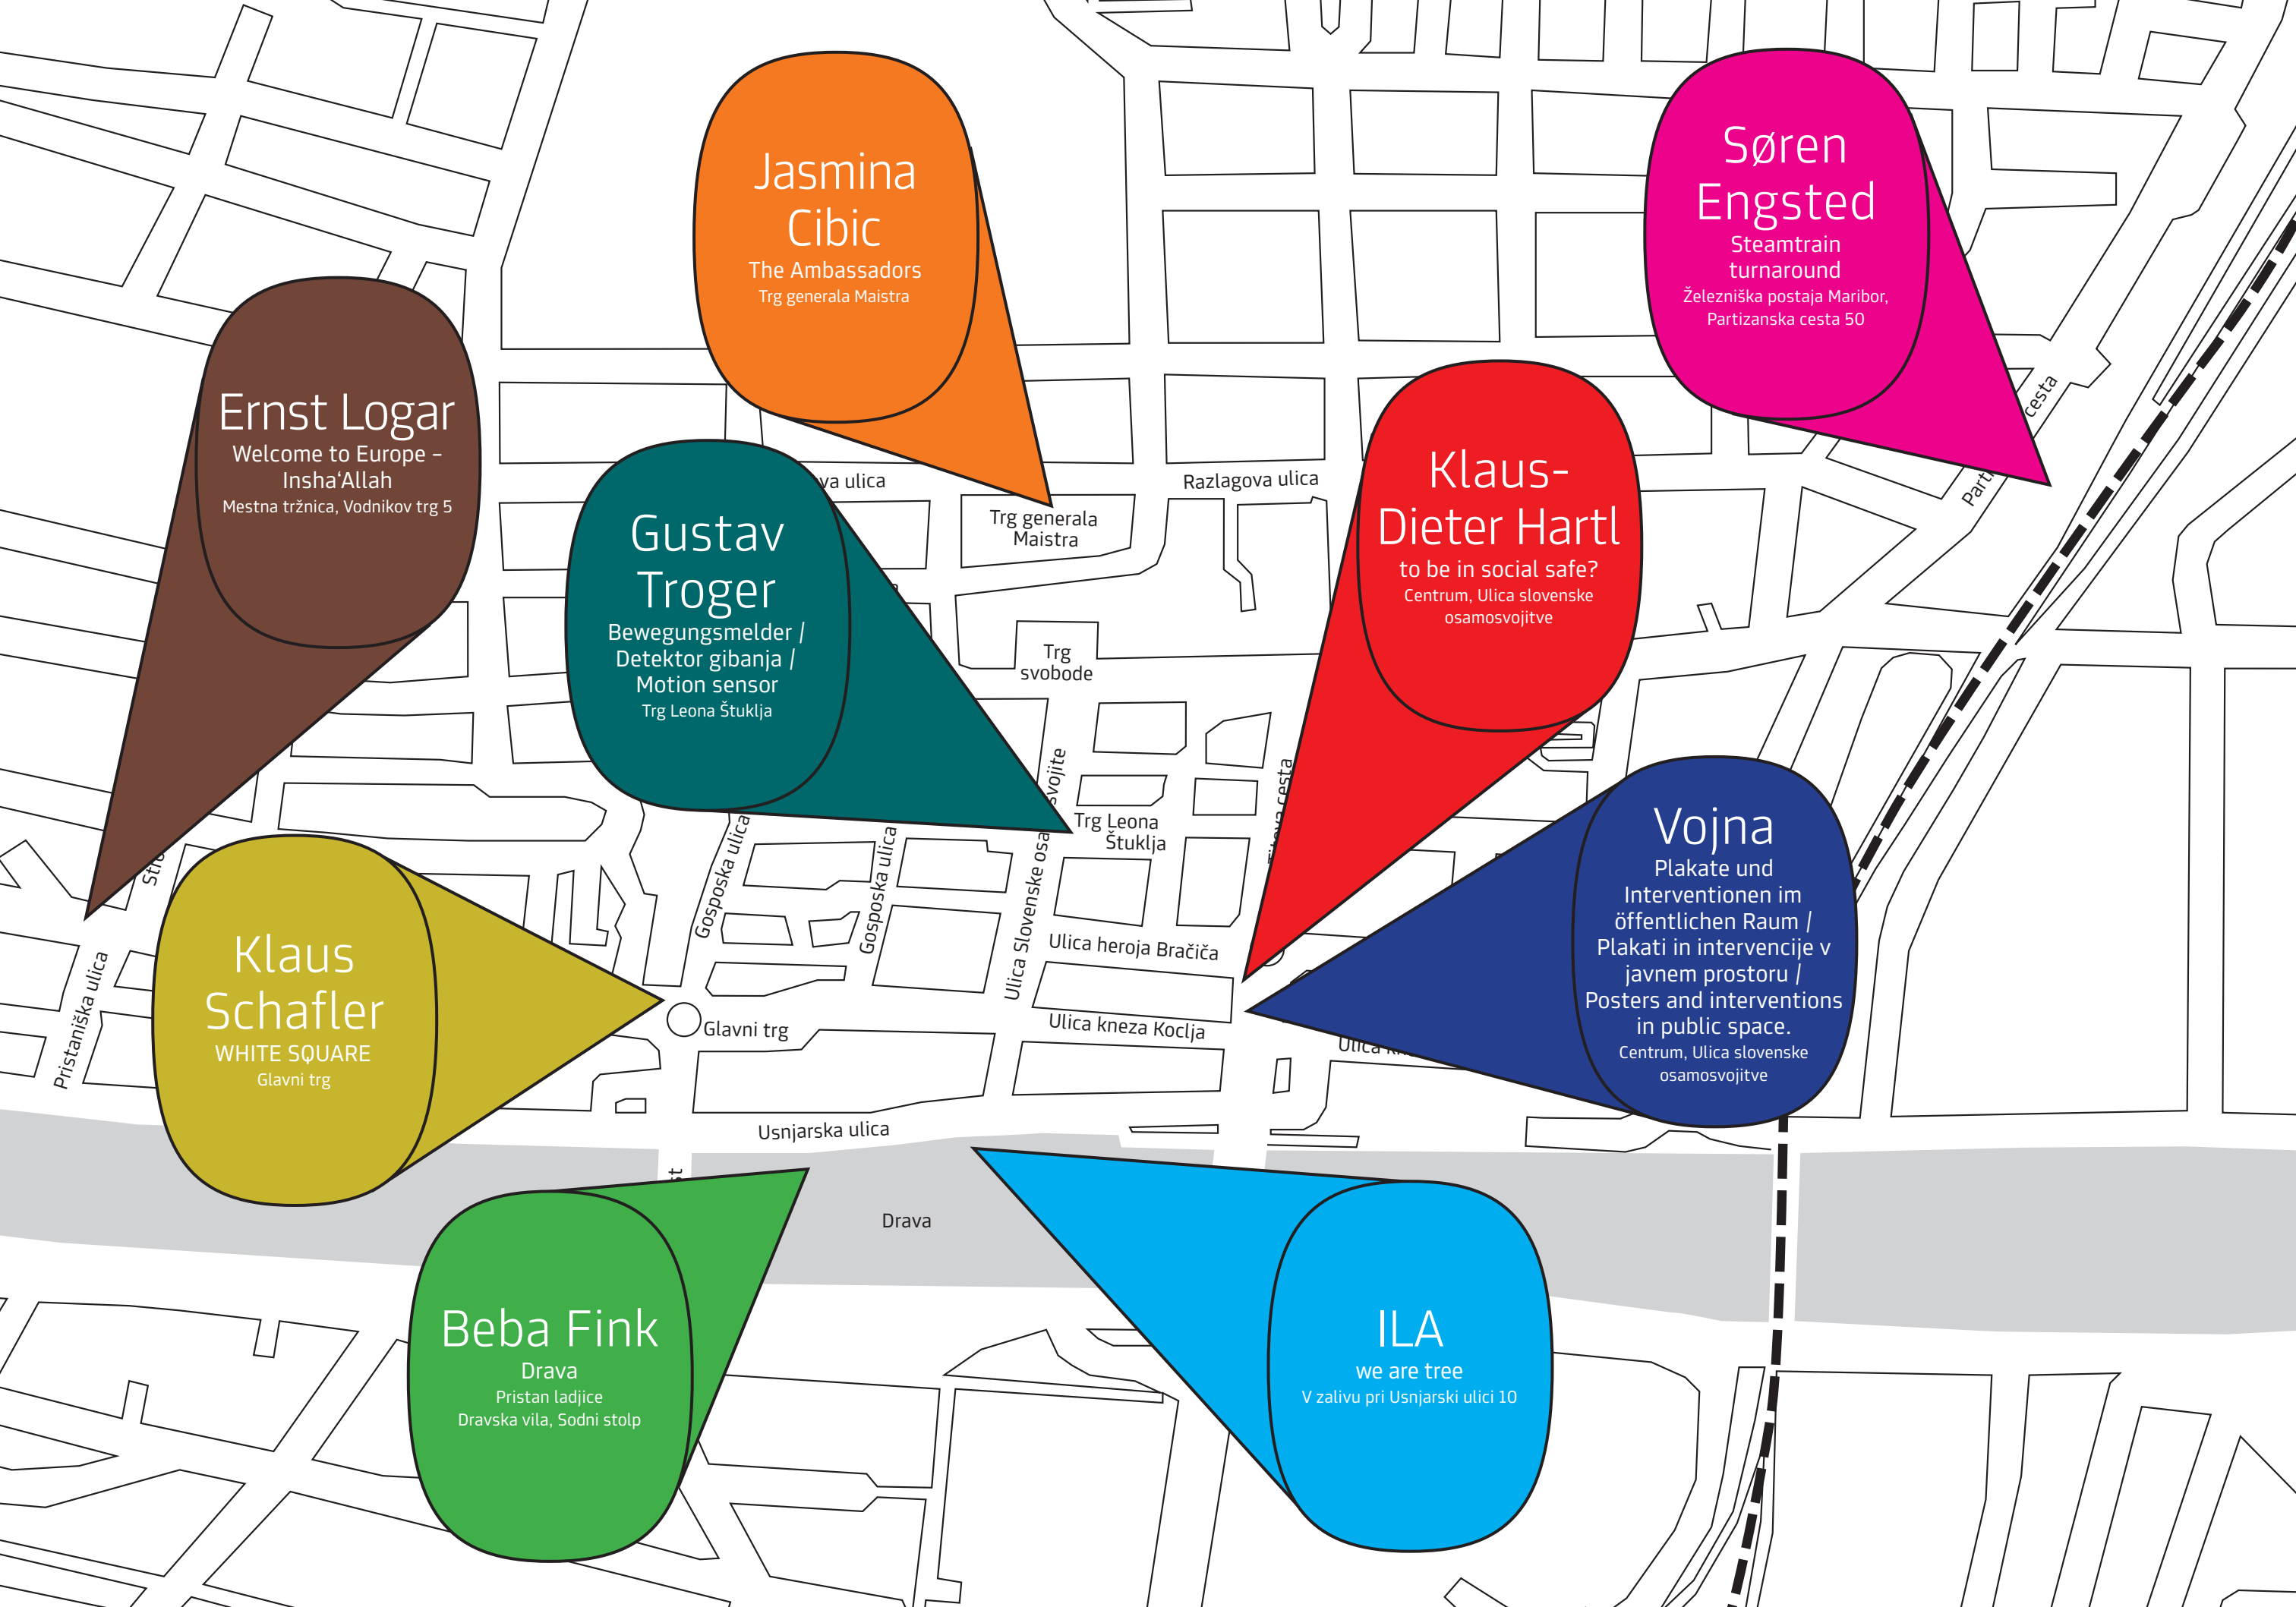 Jasmina
Cibic
The Ambassadors
Trg generala Maistra
Søren
Engsted
Steamtrain
turnaround
Železniška postaja Maribor,
Partizanska cesta 50
Ernst Logar
Welcome to Europe –
Insha‘Allah
Mestna tržnica, Vodnikov trg 5
Gustav
Troger
Bewegungsmelder /
Detektor gibanja /
Motion sensor
Trg Leona Štuklja
Klaus-
Dieter Hartl
to be in social safe?
Centrum, Ulica slovenske
osamosvojitve
Vojna
Plakate und
Interventionen im
öffentlichen Raum /
Plakati in intervencije v
javnem prostoru /
Posters and interventions
in public space.
Centrum, Ulica slovenske
osamosvojitve
Klaus
Schafler
WHITE SQUARE
Glavni trg
Beba Fink
Drava
Pristan ladjice
Dravska vila, Sodni stolp
ILA
we are tree
V zalivu pri Usnjarski ulici 10
ulica
Razlagova ulica
Trg generala
Maistra
cesta
Trg
svobode
Trg Leona
Štuklja
cesta
Gosposka ulica
Gosposka ulica
Ulica Slovenske
Ulica heroja Bračiča
Ulica kneza Koclja
Ulica
Glavni trg
Pristaniška ulica
Usnjarska ulica
Drava